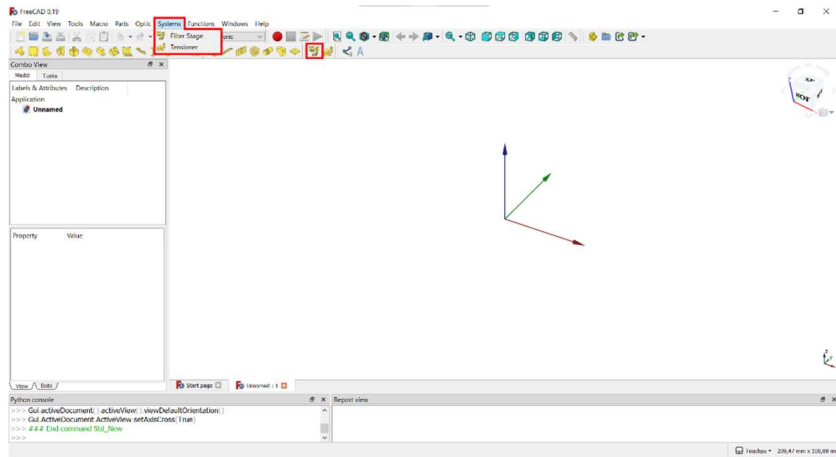 FreeCAD 0.19
File Edit View Tools Macro Parts Optic Systems Functions Windows Help
Filter Stage
Tensioner
Combo View
Model Tasks
Labels & Attributes Description
Application
Unnamed
Property Value
View Data
Start page Unnamed : 1
Python console
>>> Gui.activeDocument().activeView().viewDefaultOrientation()
>>> Gui.ActiveDocument.ActiveView.setAxisCross(True)
>>> ### End command Std_New
>>>
Report view
Touchpad